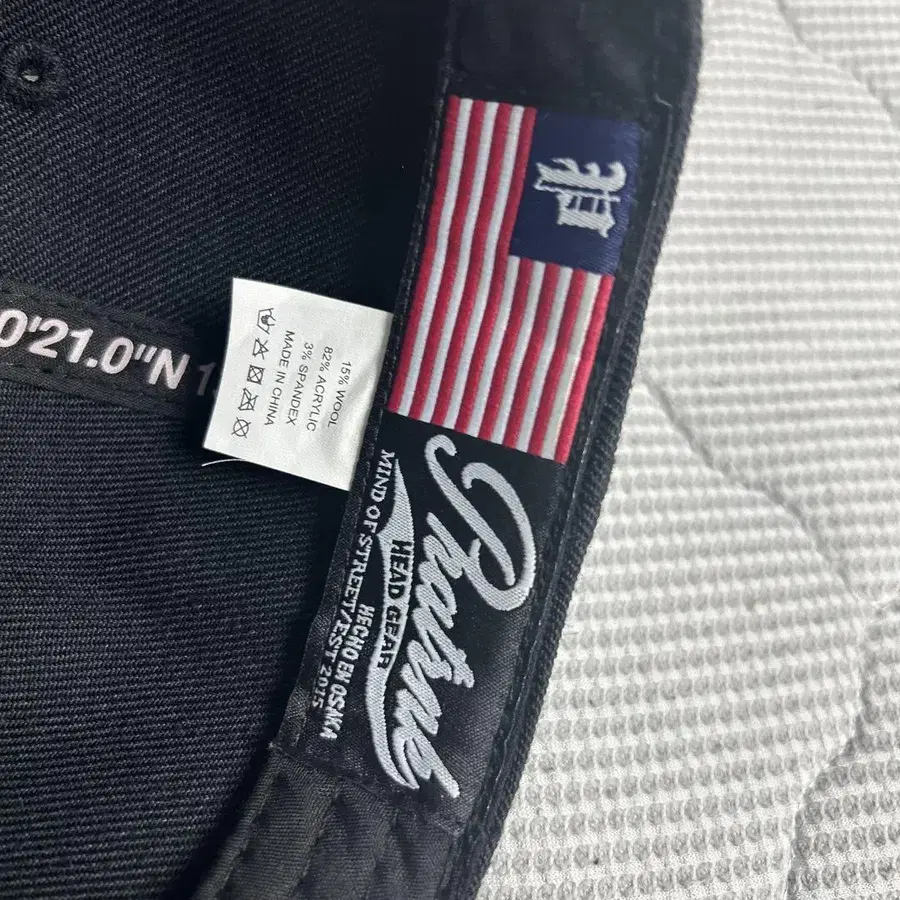 0'21.0"N 1
15% WOOL
82% ACRYLIC
3% SPANDEX
MADE IN CHINA
P
Phatrink
HEAD GEAR
MIND OF STREET/EST 2015
HECHO EN OSAKA